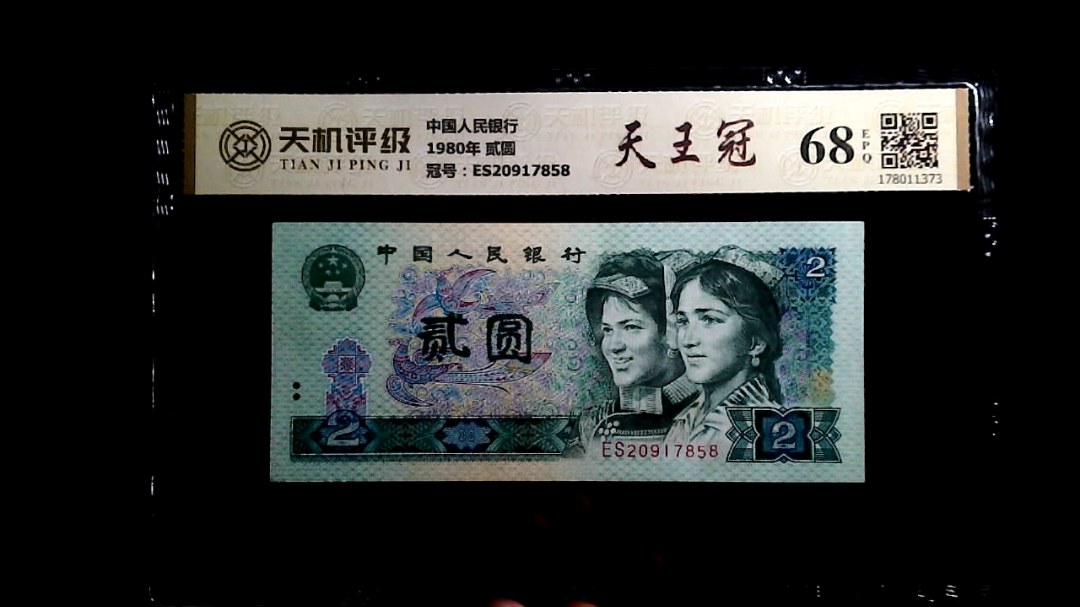 天机评级
TIAN JI PING JI
中国人民银行
1980年 贰圆
冠号：ES20917858
天王冠
68
EPQ
178011373
中国人民银行
2
贰圆
2
2
ES20917858